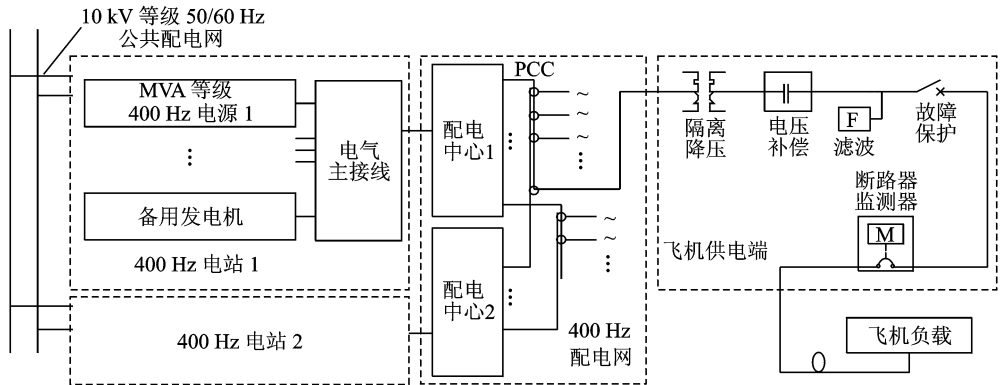 10 kV 等级 50/60 Hz
公共配电网
MVA 等级
400 Hz 电源 1
备用发电机
400 Hz 电站 1
电气
主接线
400 Hz 电站 2
配电
中心1
配电
中心2
PCC
400 Hz
配电网
隔离
降压
电压
补偿
F
滤波
故障
保护
断路器
监测器
M
飞机供电端
飞机负载